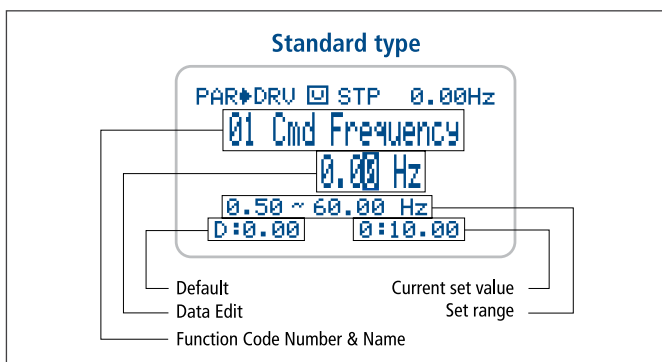 Standard type
PAR➧DRV U STP 0.00Hz
01 Cmd Frequency
0.00 Hz
0.50 ~ 60.00 Hz
D:0.00 0:10.00
Default Current set value
Data Edit Set range
Function Code Number & Name